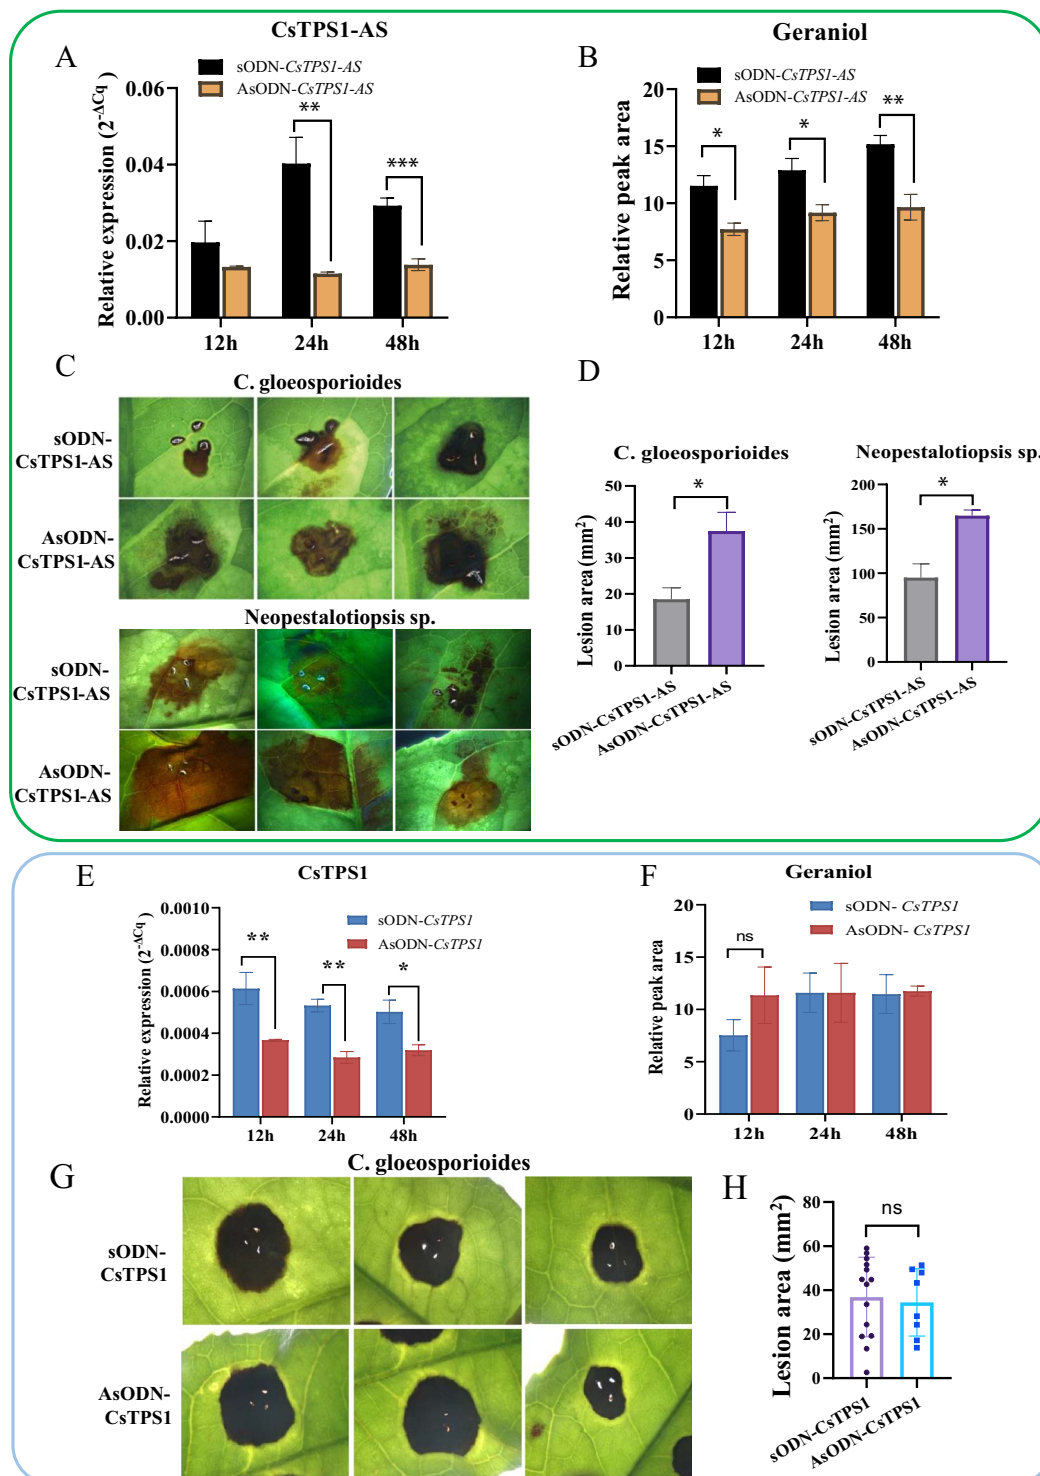 CsTPS1-AS
A
sODN-CsTPS1-AS
AsODN-CsTPS1-AS
Relative expression (2^-ΔCq)
0.06
0.04
0.02
0.00
**
***
12h
24h
48h
Geraniol
B
sODN-CsTPS1-AS
AsODN-CsTPS1-AS
Relative peak area
20
15
10
5
0
*
*
**
12h
24h
48h
C
C. gloeosporioides
sODN-
CsTPS1-AS
AsODN-
CsTPS1-AS
Neopestalotiopsis sp.
sODN-
CsTPS1-AS
AsODN-
CsTPS1-AS
D
C. gloeosporioides
Lesion area (mm²)
50
40
30
20
10
0
*
sODN-CsTPS1-AS
AsODN-CsTPS1-AS
Neopestalotiopsis sp.
Lesion area (mm²)
200
150
100
50
0
*
sODN-CsTPS1-AS
AsODN-CsTPS1-AS
E
CsTPS1
sODN-CsTPS1
AsODN-CsTPS1
Relative expression (2^-ΔCq)
0.0010
0.0008
0.0006
0.0004
0.0002
0.0000
**
**
*
12h
24h
48h
F
Geraniol
sODN- CsTPS1
AsODN- CsTPS1
Relative peak area
20
15
10
5
0
ns
12h
24h
48h
G
C. gloeosporioides
sODN-
CsTPS1
AsODN-
CsTPS1
H
Lesion area (mm²)
80
60
40
20
0
ns
sODN-CsTPS1
AsODN-CsTPS1